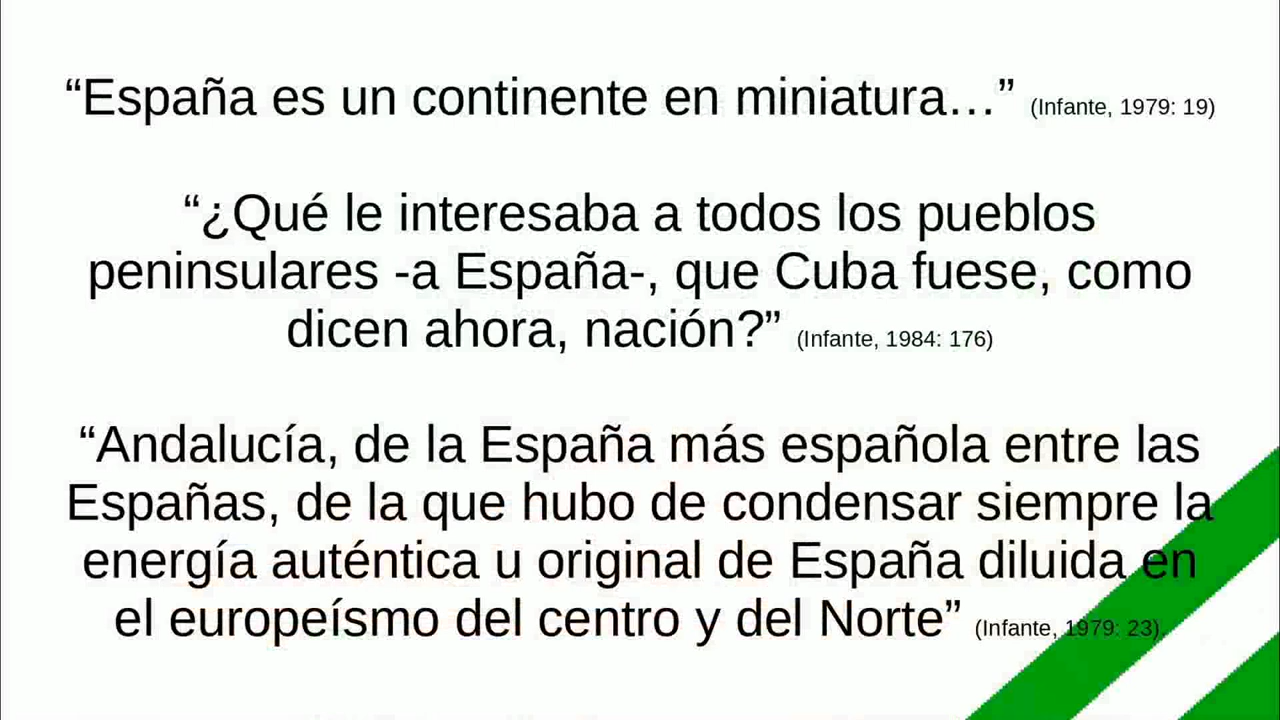 “España es un continente en miniatura…” (Infante, 1979: 19)
“¿Qué le interesaba a todos los pueblos
peninsulares -a España-, que Cuba fuese, como
dicen ahora, nación?” (Infante, 1984: 176)
“Andalucía, de la España más española entre las
Españas, de la que hubo de condensar siempre la
energía auténtica u original de España diluida en
el europeísmo del centro y del Norte” (Infante, 1979: 23)